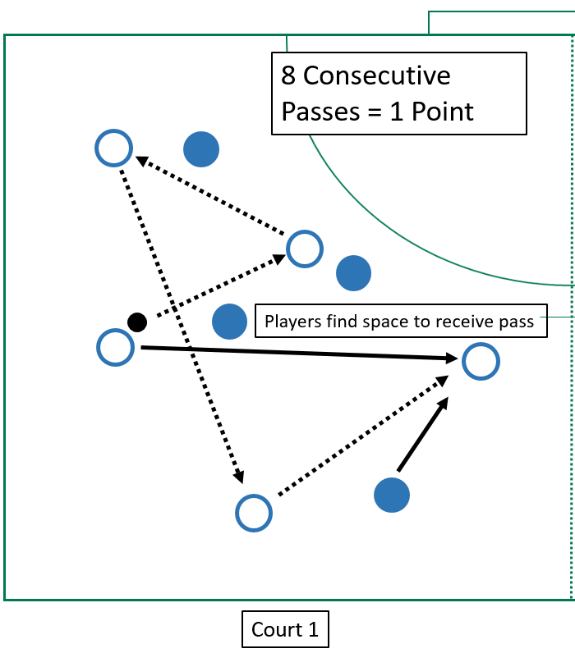 8 Consecutive
Passes = 1 Point
Players find space to receive pass
Court 1